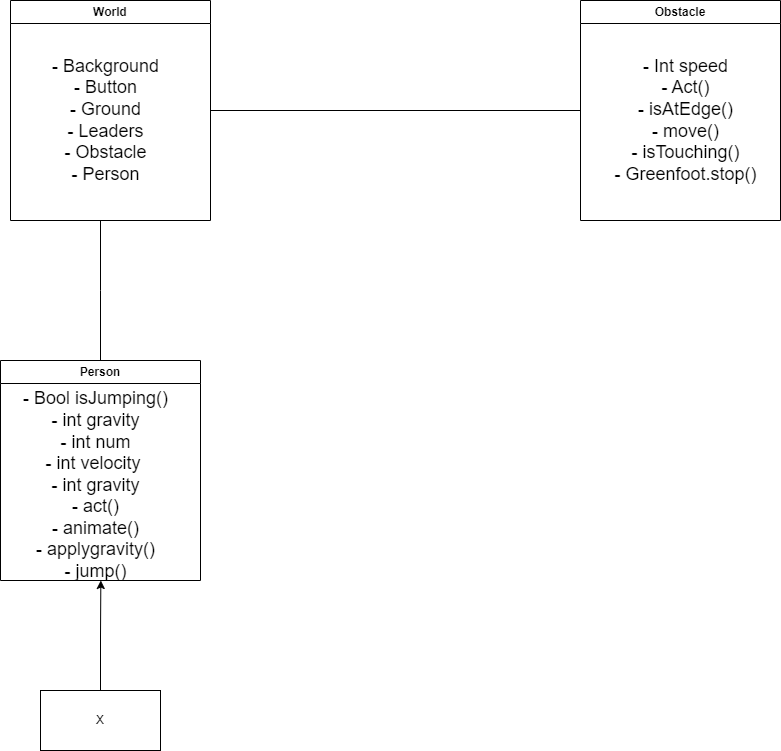 World
- Background
- Button
- Ground
- Leaders
- Obstacle
- Person
Obstacle
- Int speed
- Act()
- isAtEdge()
- move()
- isTouching()
- Greenfoot.stop()
Person
- Bool isJumping()
- int gravity
- int num
- int velocity
- int gravity
- act()
- animate()
- applygravity()
- jump()
X